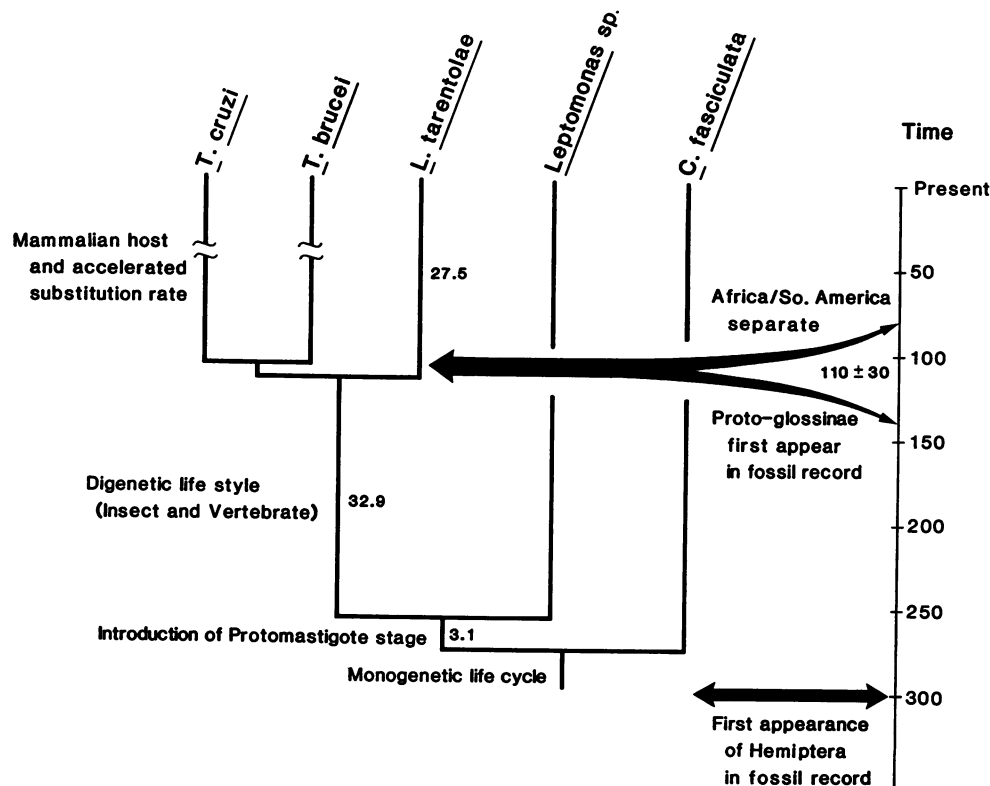 T. cruzi
T. brucei
L. tarentolae
Leptomonas sp.
C. fasciculata
Time
Present
Mammalian host
and accelerated
substitution rate
27.5
50
Africa/So. America
separate
100
110 ± 30
Proto-glossinae
first appear
in fossil record
150
Digenetic life style
(Insect and Vertebrate)
32.9
200
250
Introduction of Protomastigote stage
3.1
Monogenetic life cycle
300
First appearance
of Hemiptera
in fossil record